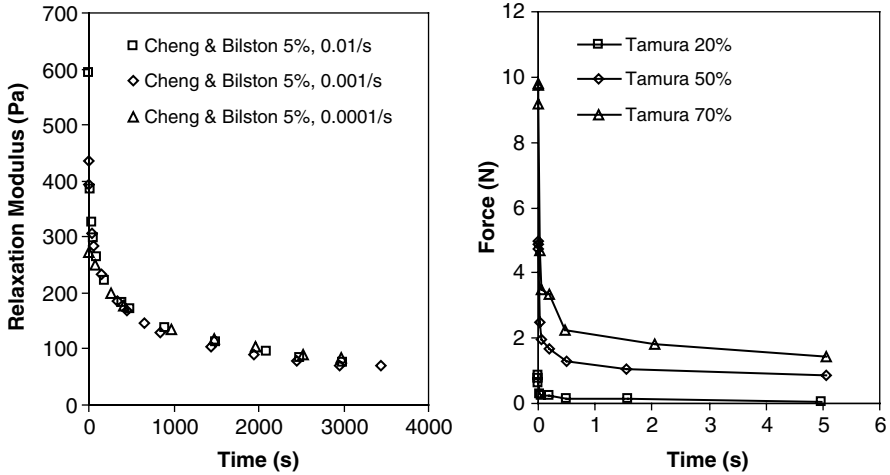 700
600
500
400
300
200
100
0
Relaxation Modulus (Pa)
Cheng & Bilston 5%, 0.01/s
Cheng & Bilston 5%, 0.001/s
Cheng & Bilston 5%, 0.0001/s
0 1000 2000 3000 4000
Time (s)
12
10
8
6
4
2
0
Force (N)
Tamura 20%
Tamura 50%
Tamura 70%
0 1 2 3 4 5 6
Time (s)